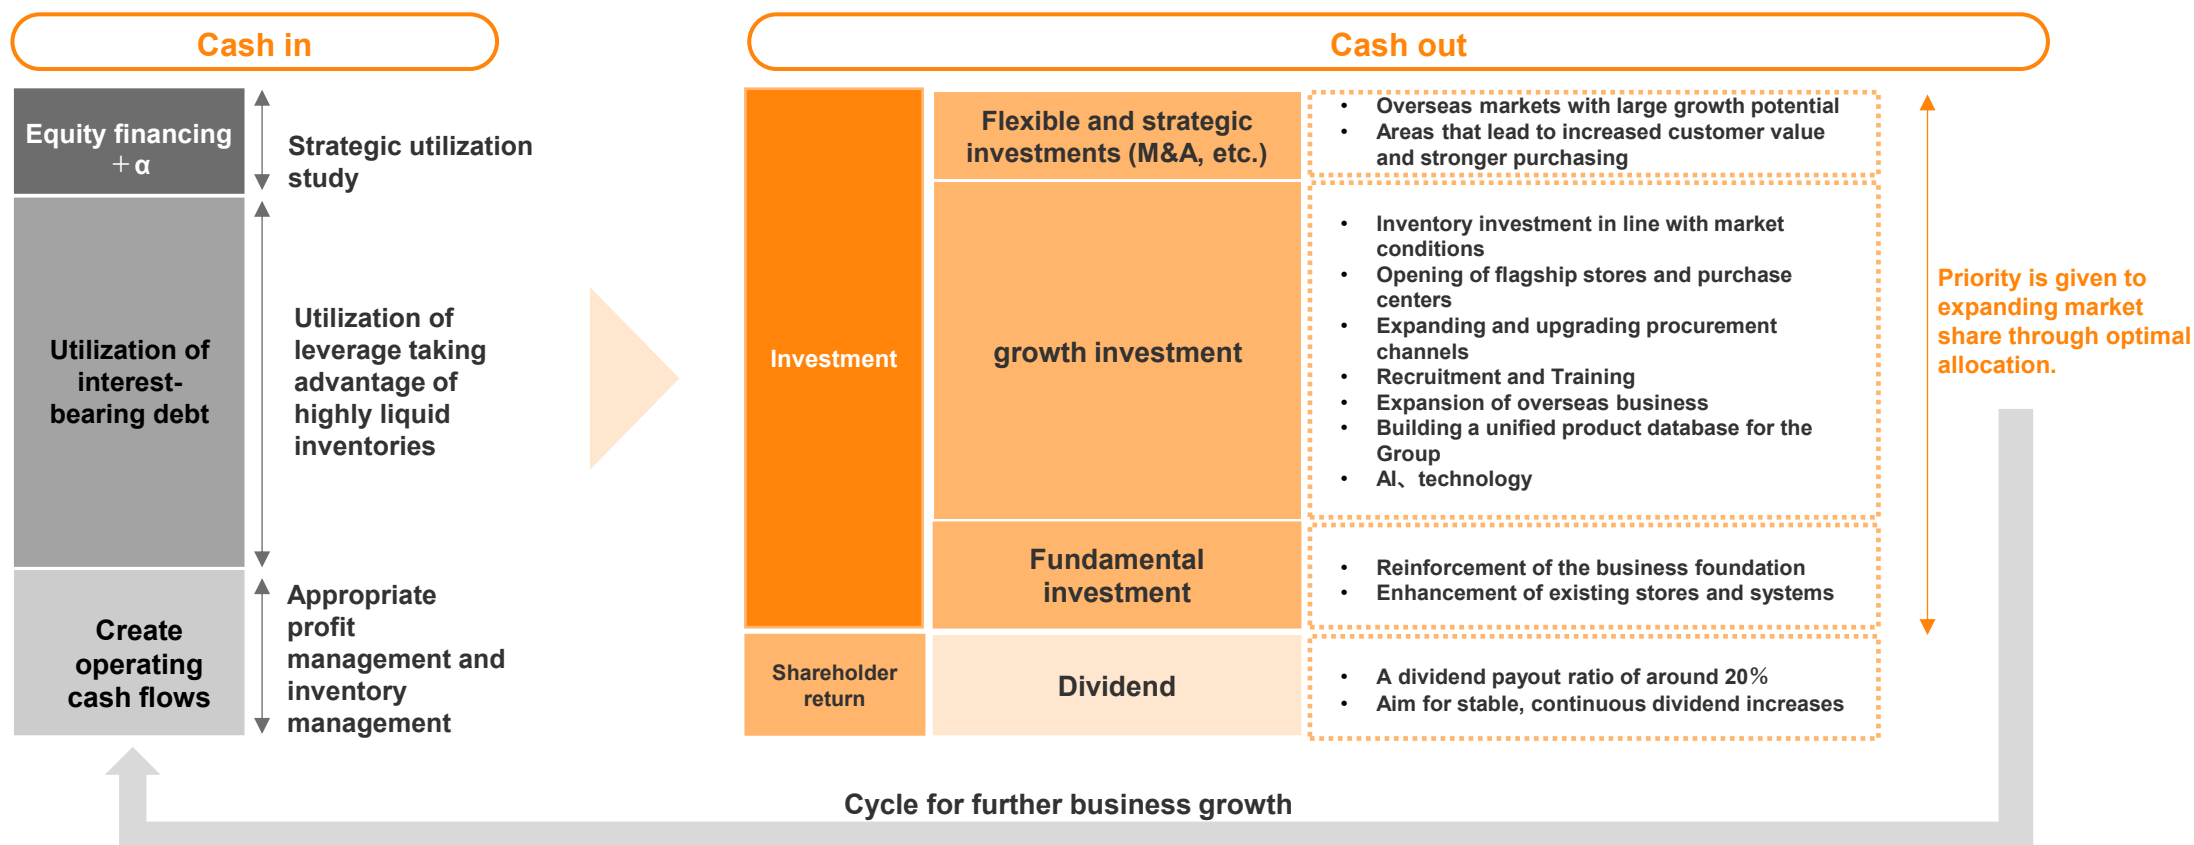 Cash in
Equity financing
＋α
Strategic utilization
study
Utilization of
interest-
bearing debt
Utilization of
leverage taking
advantage of
highly liquid
inventories
Create
operating
cash flows
Appropriate
profit
management and
inventory
management
Cash out
Investment
Flexible and strategic
investments (M&A, etc.)
• Overseas markets with large growth potential
• Areas that lead to increased customer value
and stronger purchasing
growth investment
• Inventory investment in line with market
conditions
• Opening of flagship stores and purchase
centers
• Expanding and upgrading procurement
channels
• Recruitment and Training
• Expansion of overseas business
• Building a unified product database for the
Group
• AI、technology
Fundamental
investment
• Reinforcement of the business foundation
• Enhancement of existing stores and systems
Shareholder
return
Dividend
• A dividend payout ratio of around 20％
• Aim for stable, continuous dividend increases
Priority is given to
expanding market
share through optimal
allocation.
Cycle for further business growth